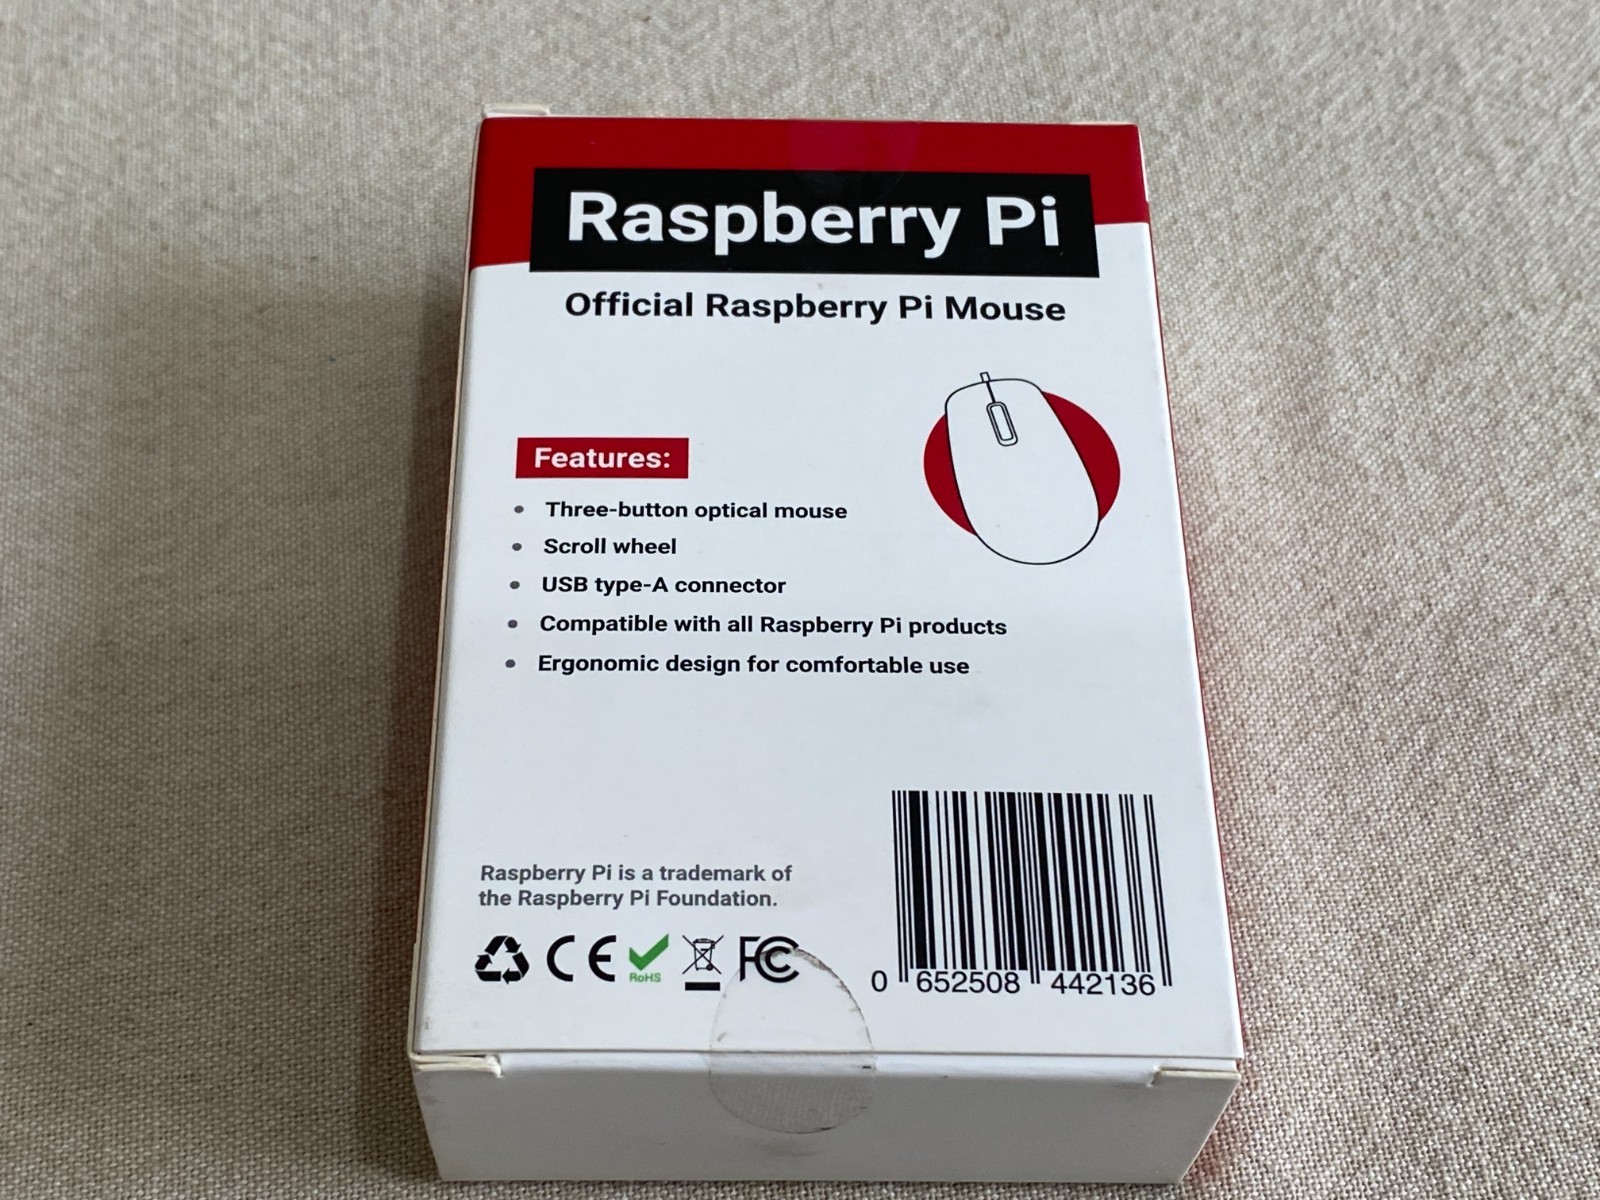 Raspberry Pi
Official Raspberry Pi Mouse
Features:
• Three-button optical mouse
• Scroll wheel
• USB type-A connector
• Compatible with all Raspberry Pi products
• Ergonomic design for comfortable use
Raspberry Pi is a trademark of
the Raspberry Pi Foundation.
CE RoHS FC
0 652508 442136